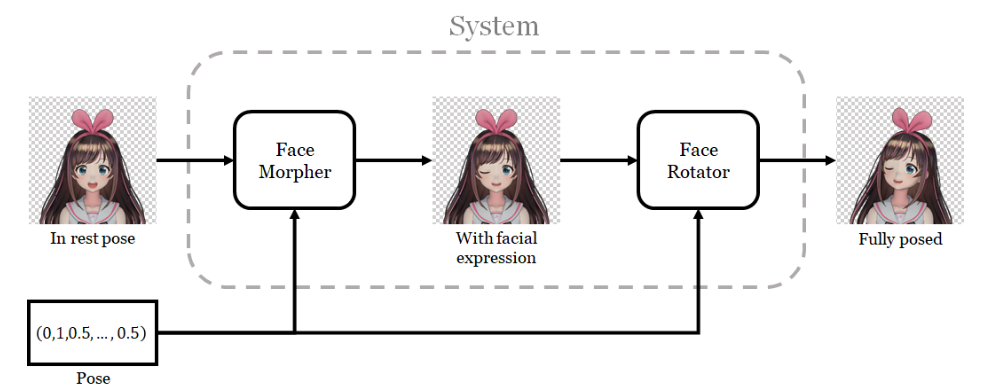 System
Face
Morpher
Face
Rotator
In rest pose
With facial
expression
Fully posed
(0,1,0.5, ... , 0.5)
Pose